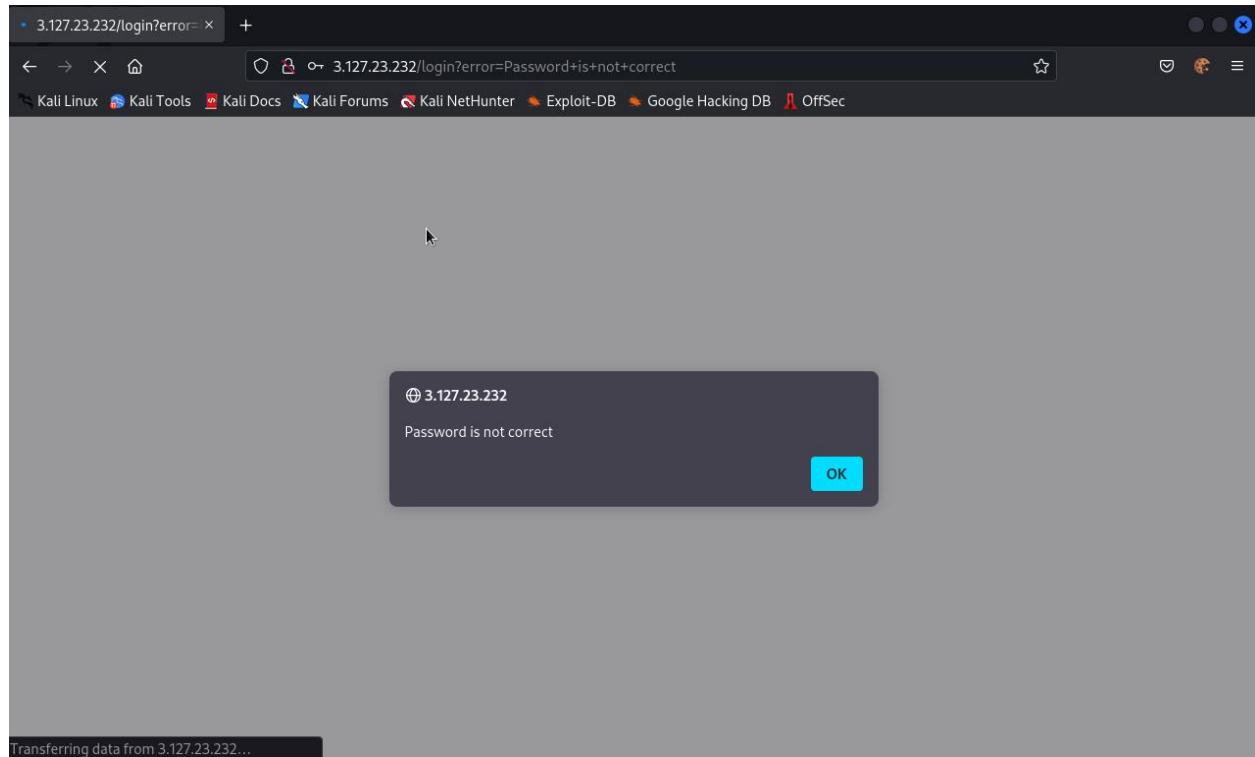 3.127.23.232/login?error=
3.127.23.232/login?error=Password+is+not+correct
Kali Linux Kali Tools Kali Docs Kali Forums Kali NetHunter Exploit-DB Google Hacking DB OffSec
3.127.23.232
Password is not correct
OK
Transferring data from 3.127.23.232...